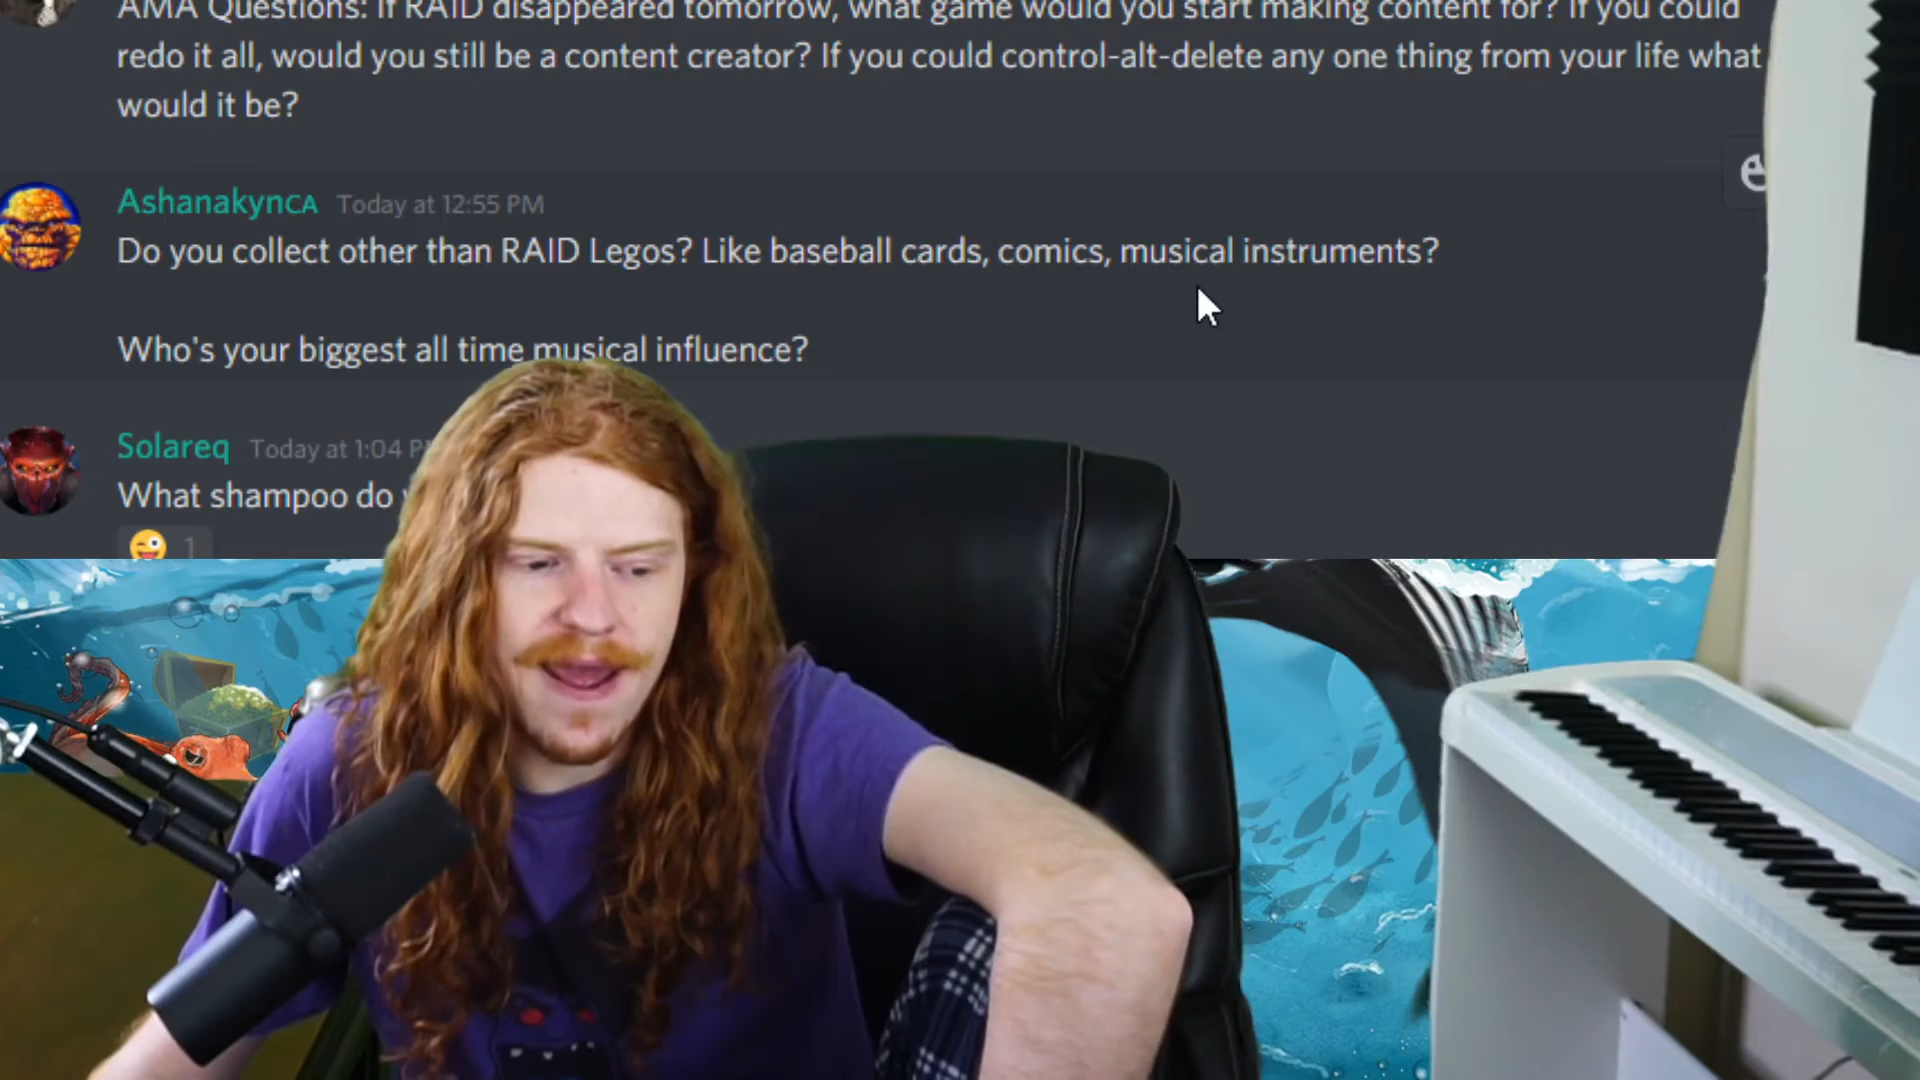 AMA Questions: If RAID disappeared tomorrow, what game would you start making content for? If you could
redo it all, would you still be a content creator? If you could control-alt-delete any one thing from your life what
would it be?
AshanakynCA Today at 12:55 PM
Do you collect other than RAID Legos? Like baseball cards, comics, musical instruments?
Who's your biggest all time musical influence?
Solareq Today at 1:04 P
What shampoo do
1